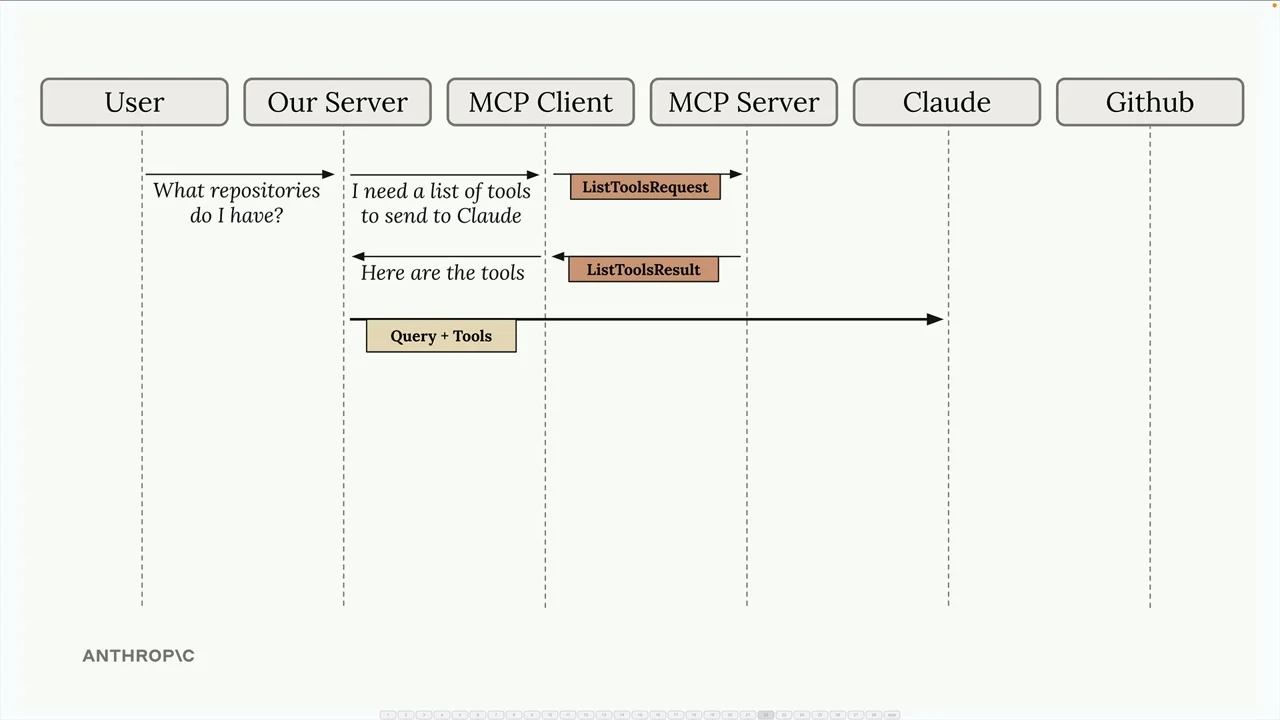 User
Our Server
MCP Client
MCP Server
Claude
Github
What repositories
do I have?
I need a list of tools
to send to Claude
ListToolsRequest
Here are the tools
ListToolsResult
Query + Tools
ANTHROP\C